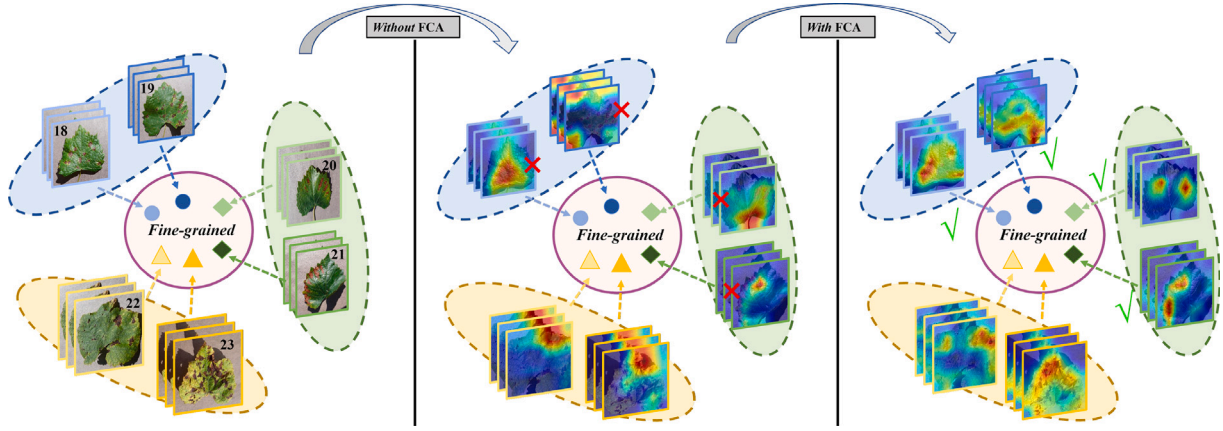 Without FCA
With FCA
19
18
20
Fine-grained
21
22
23
Fine-grained
Fine-grained